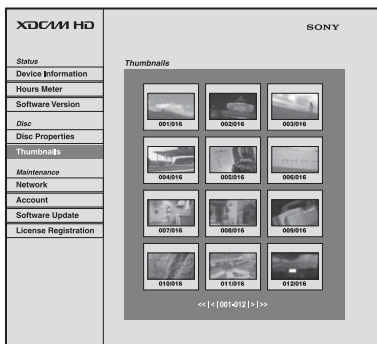 XDCAM HD
SONY
Status
Device Information
Hours Meter
Software Version
Disc
Disc Properties
Thumbnails
Maintenance
Network
Account
Software Update
License Registration
Thumbnails
001/016
002/016
003/016
004/016
005/016
006/016
007/016
008/016
009/016
010/016
011/016
012/016
<< | < | 001-012 | > | >>